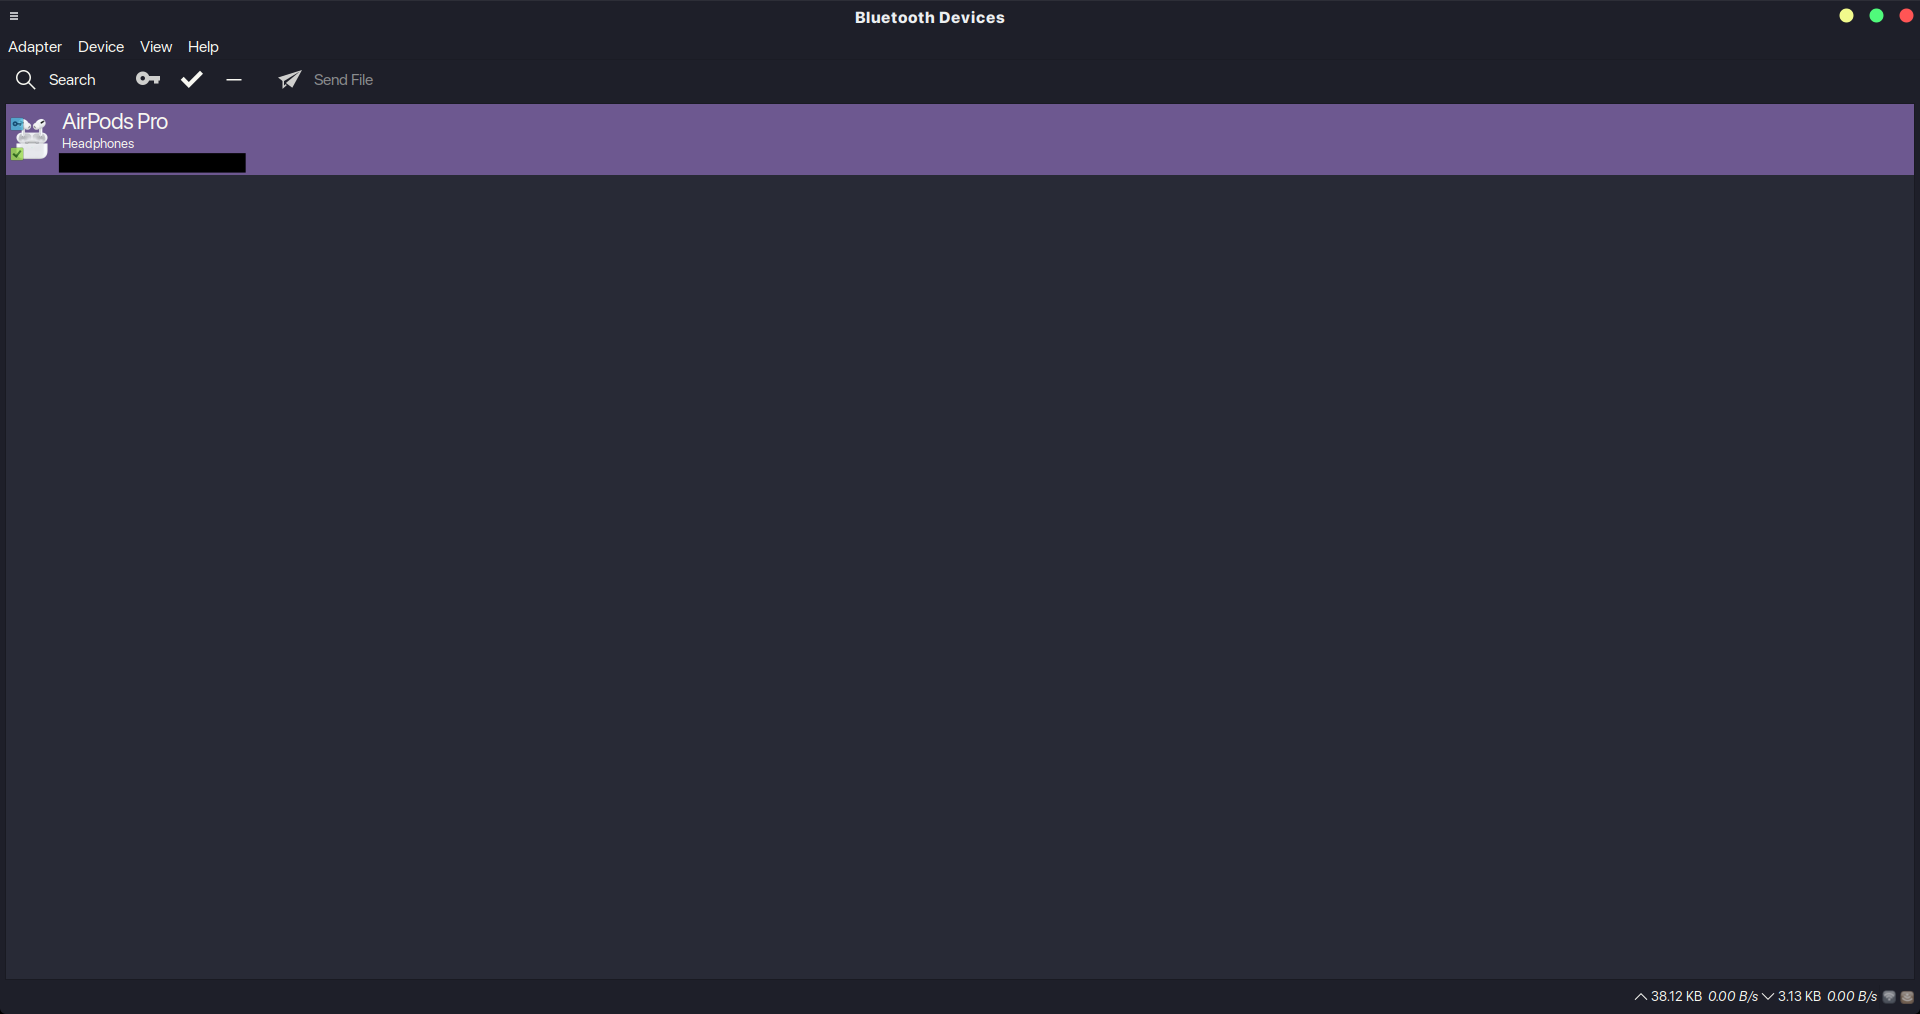 Bluetooth Devices
Adapter Device View Help
Search Send File
AirPods Pro
Headphones
38.12 KB 0.00 B/s 3.13 KB 0.00 B/s